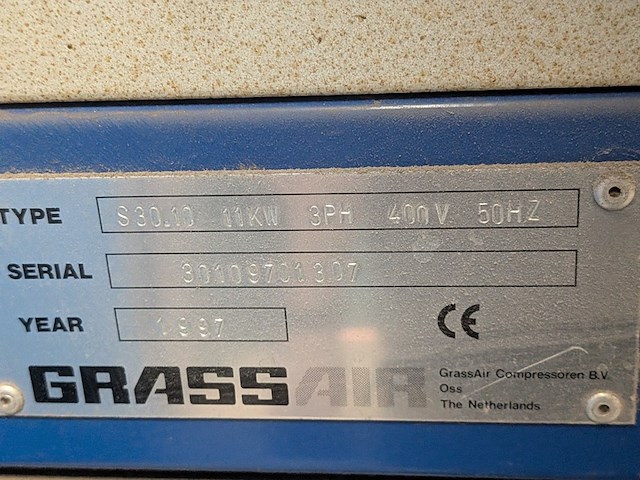 TYPE S30.10 11KW 3PH 400V 50HZ
SERIAL 30109701307
YEAR 1997
CE
GRASSAIR
GrassAir Compressoren B.V.
Oss
The Netherlands